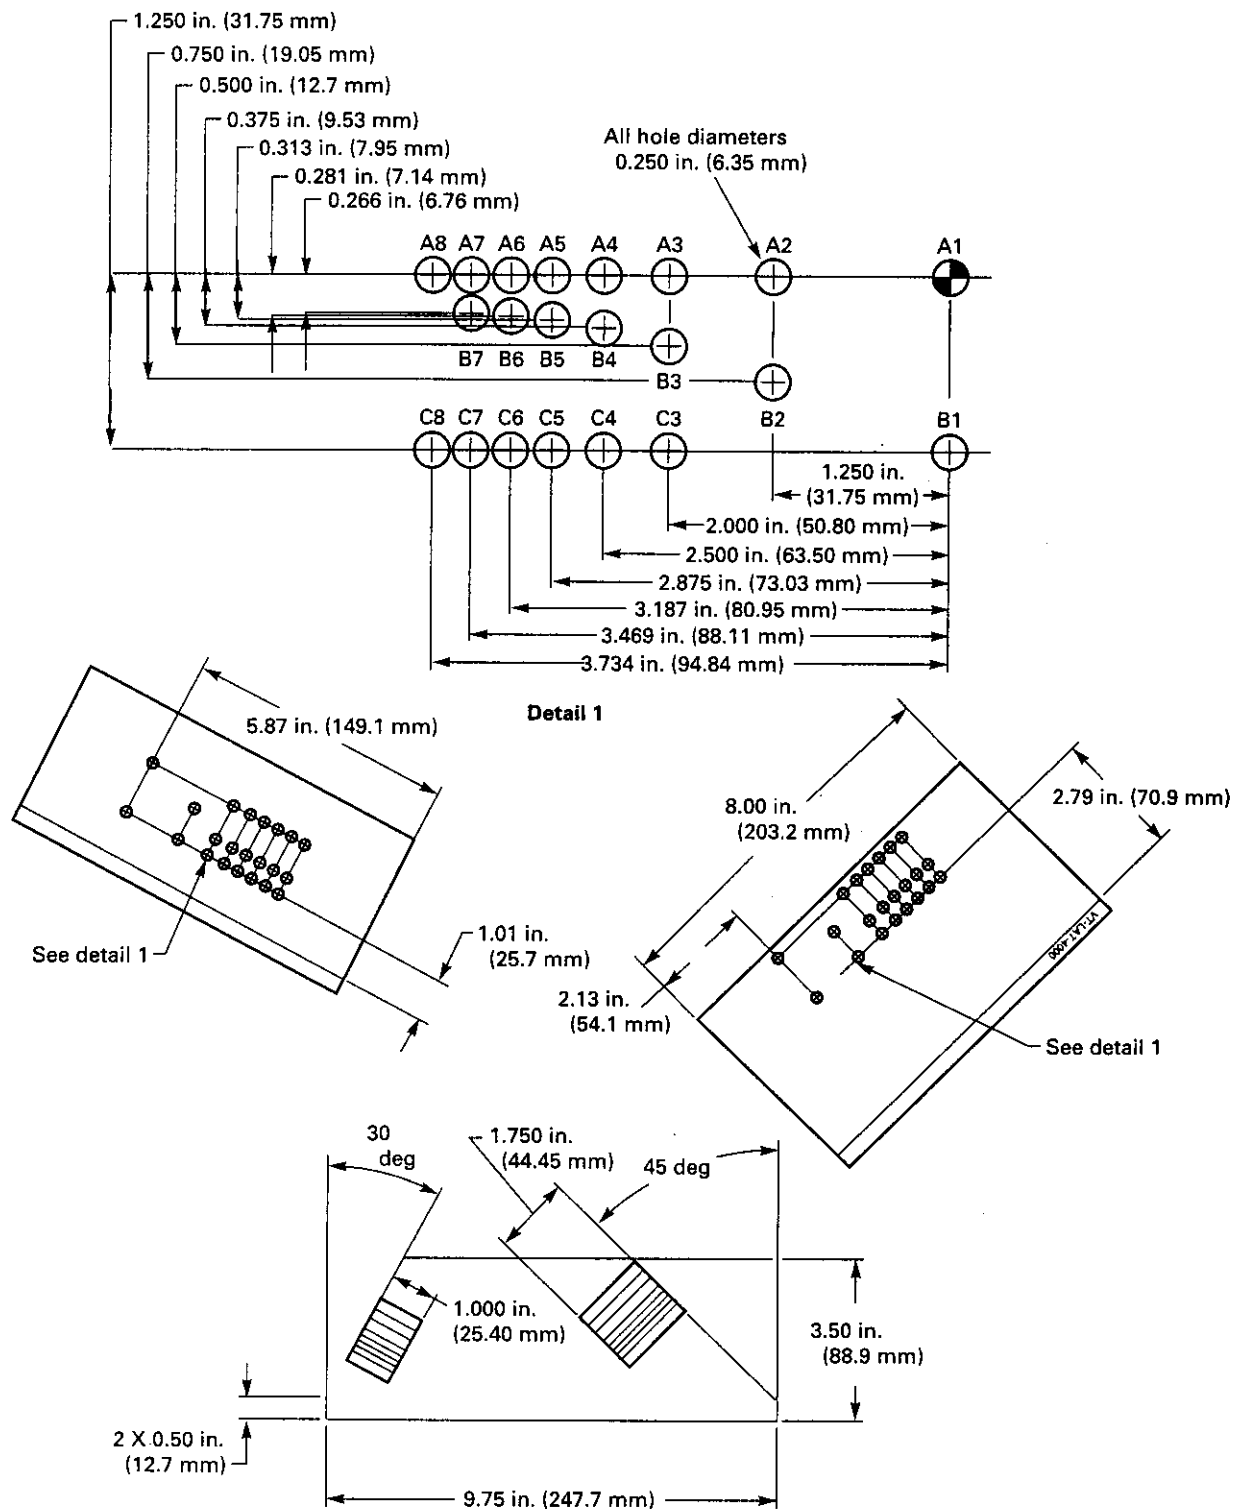 1.250 in. (31.75 mm)
0.750 in. (19.05 mm)
0.500 in. (12.7 mm)
0.375 in. (9.53 mm)
0.313 in. (7.95 mm)
0.281 in. (7.14 mm)
0.266 in. (6.76 mm)
All hole diameters
0.250 in. (6.35 mm)
A8 A7 A6 A5 A4 A3 A2 A1
B7 B6 B5 B4
B3
C8 C7 C6 C5 C4 C3 B2 B1
1.250 in.
(31.75 mm)
2.000 in. (50.80 mm)
2.500 in. (63.50 mm)
2.875 in. (73.03 mm)
3.187 in. (80.95 mm)
3.469 in. (88.11 mm)
3.734 in. (94.84 mm)
Detail 1
5.87 in. (149.1 mm)
See detail 1
1.01 in.
(25.7 mm)
8.00 in.
(203.2 mm)
2.79 in. (70.9 mm)
2.13 in.
(54.1 mm)
VT-LAT-4000
See detail 1
30
deg
1.750 in.
(44.45 mm)
45 deg
1.000 in.
(25.40 mm)
3.50 in.
(88.9 mm)
2 X 0.50 in.
(12.7 mm)
9.75 in. (247.7 mm)